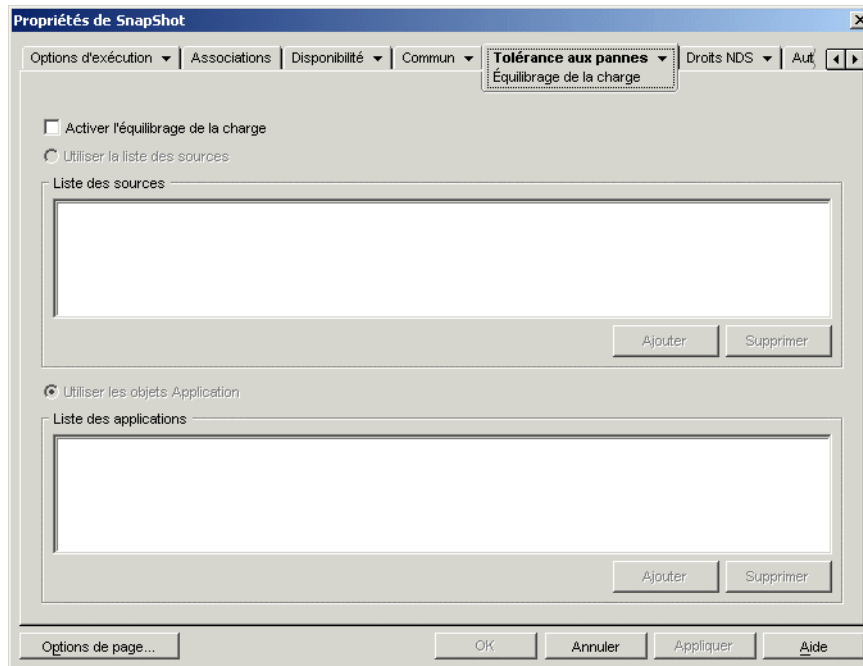 Propriétés de SnapShot
Options d'exécution Associations Disponibilité Commun Tolérance aux pannes Droits NDS Aut
Équilibrage de la charge
Activer l'équilibrage de la charge
Utiliser la liste des sources
Liste des sources
Ajouter Supprimer
Utiliser les objets Application
Liste des applications
Ajouter Supprimer
Options de page... OK Annuler Appliquer Aide